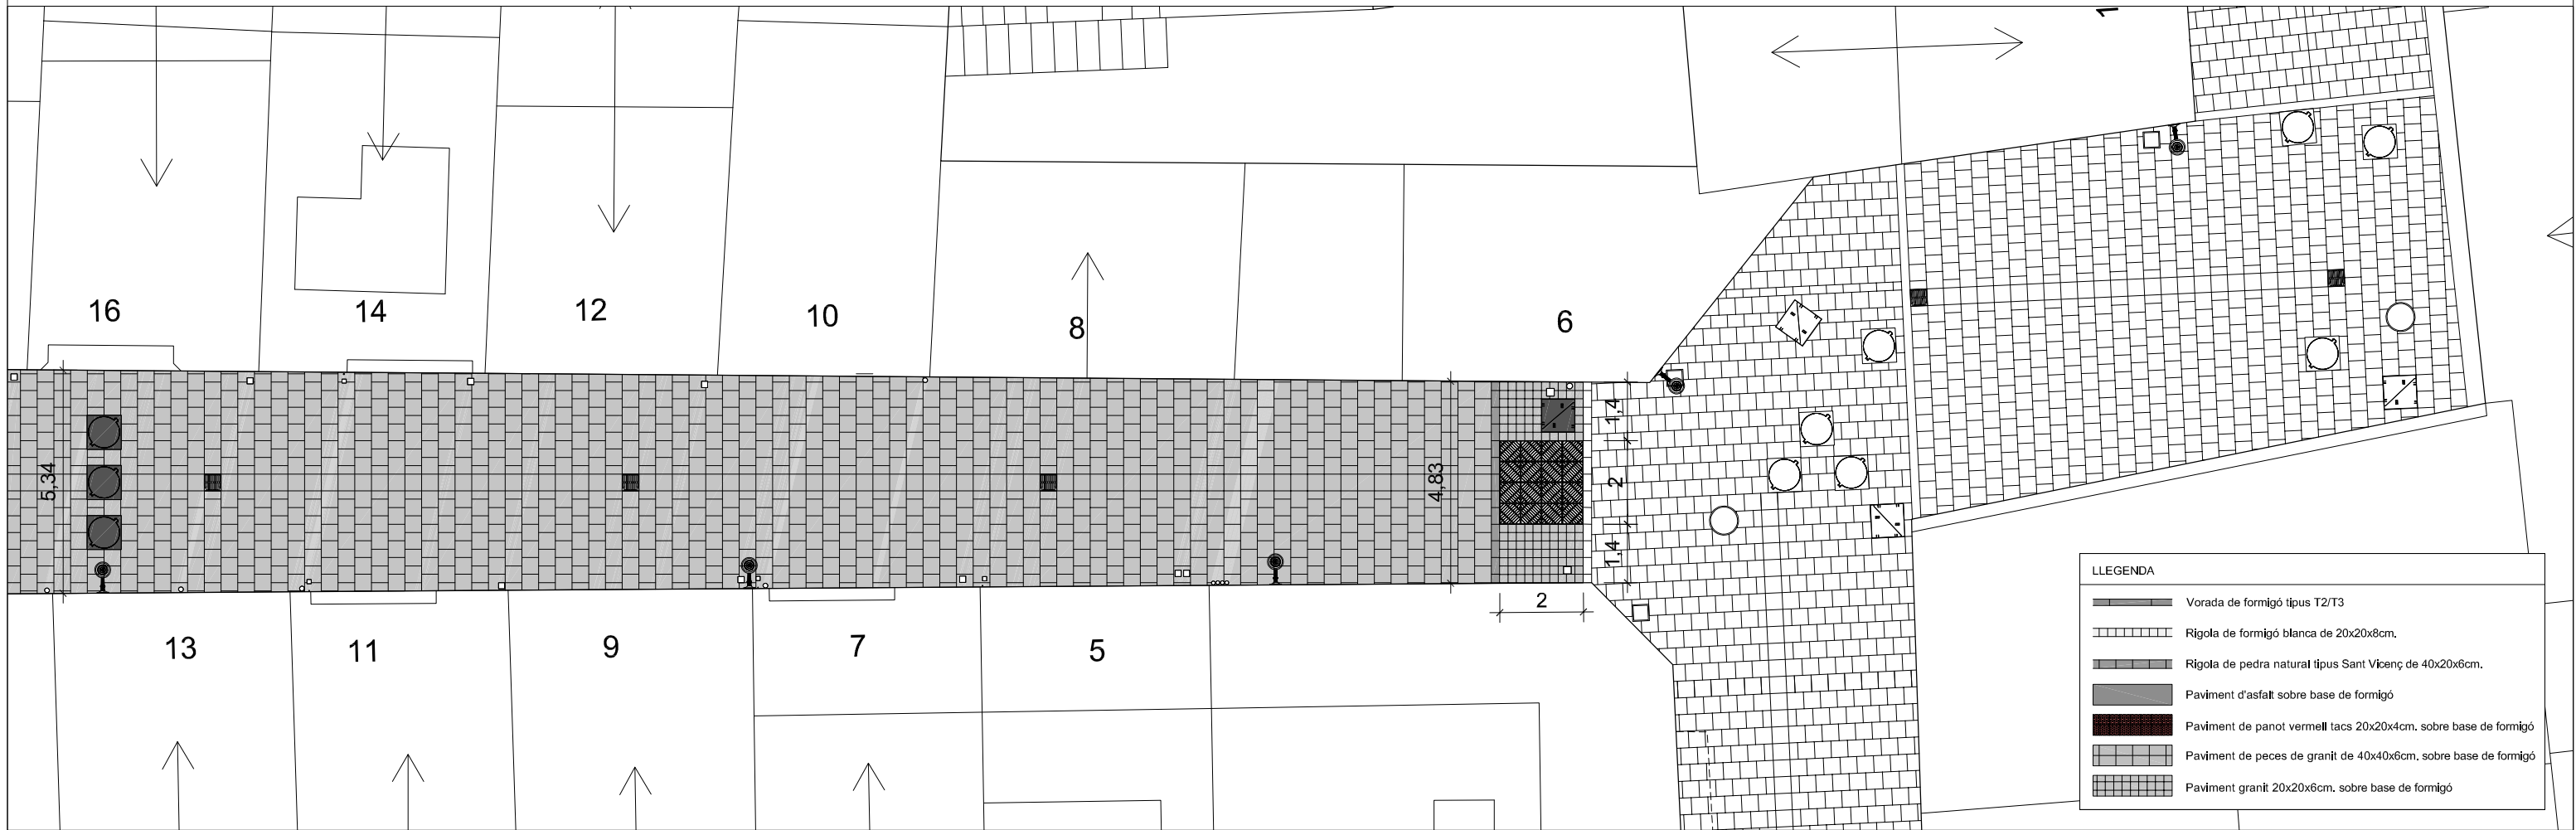 1
16
14
12
10
8
6
5,34
4,83
1,4
2
1,4
2
13
11
9
7
5
LLEGENDA
Vorada de formigó tipus T2/T3
Rigola de formigó blanca de 20x20x8cm.
Rigola de pedra natural tipus Sant Vicenç de 40x20x6cm.
Paviment d'asfalt sobre base de formigó
Paviment de panot vermell tacs 20x20x4cm. sobre base de formigó
Paviment de peces de granit de 40x40x6cm. sobre base de formigó
Paviment granit 20x20x6cm. sobre base de formigó